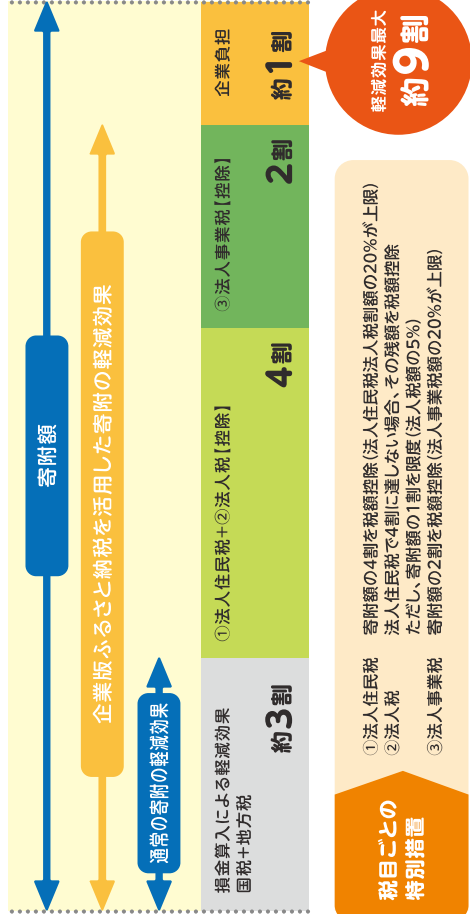 寄附額
企業版ふるさと納税を活用した寄附の軽減効果
通常の寄附の軽減効果
損金算入による軽減効果
国税+地方税
約3割
①法人住民税+②法人税【控除】
4割
③法人事業税【控除】
2割
企業負担
約1割
軽減効果最大
約9割
税目ごとの
特別措置
①法人住民税 寄附額の4割を税額控除(法人住民税法人税割額の20%が上限)
②法人税 法人住民税で4割に達しない場合、その残額を税額控除
ただし、寄附額の1割を限度(法人税額の5%)
③法人事業税 寄附額の2割を税額控除(法人事業税額の20%が上限)